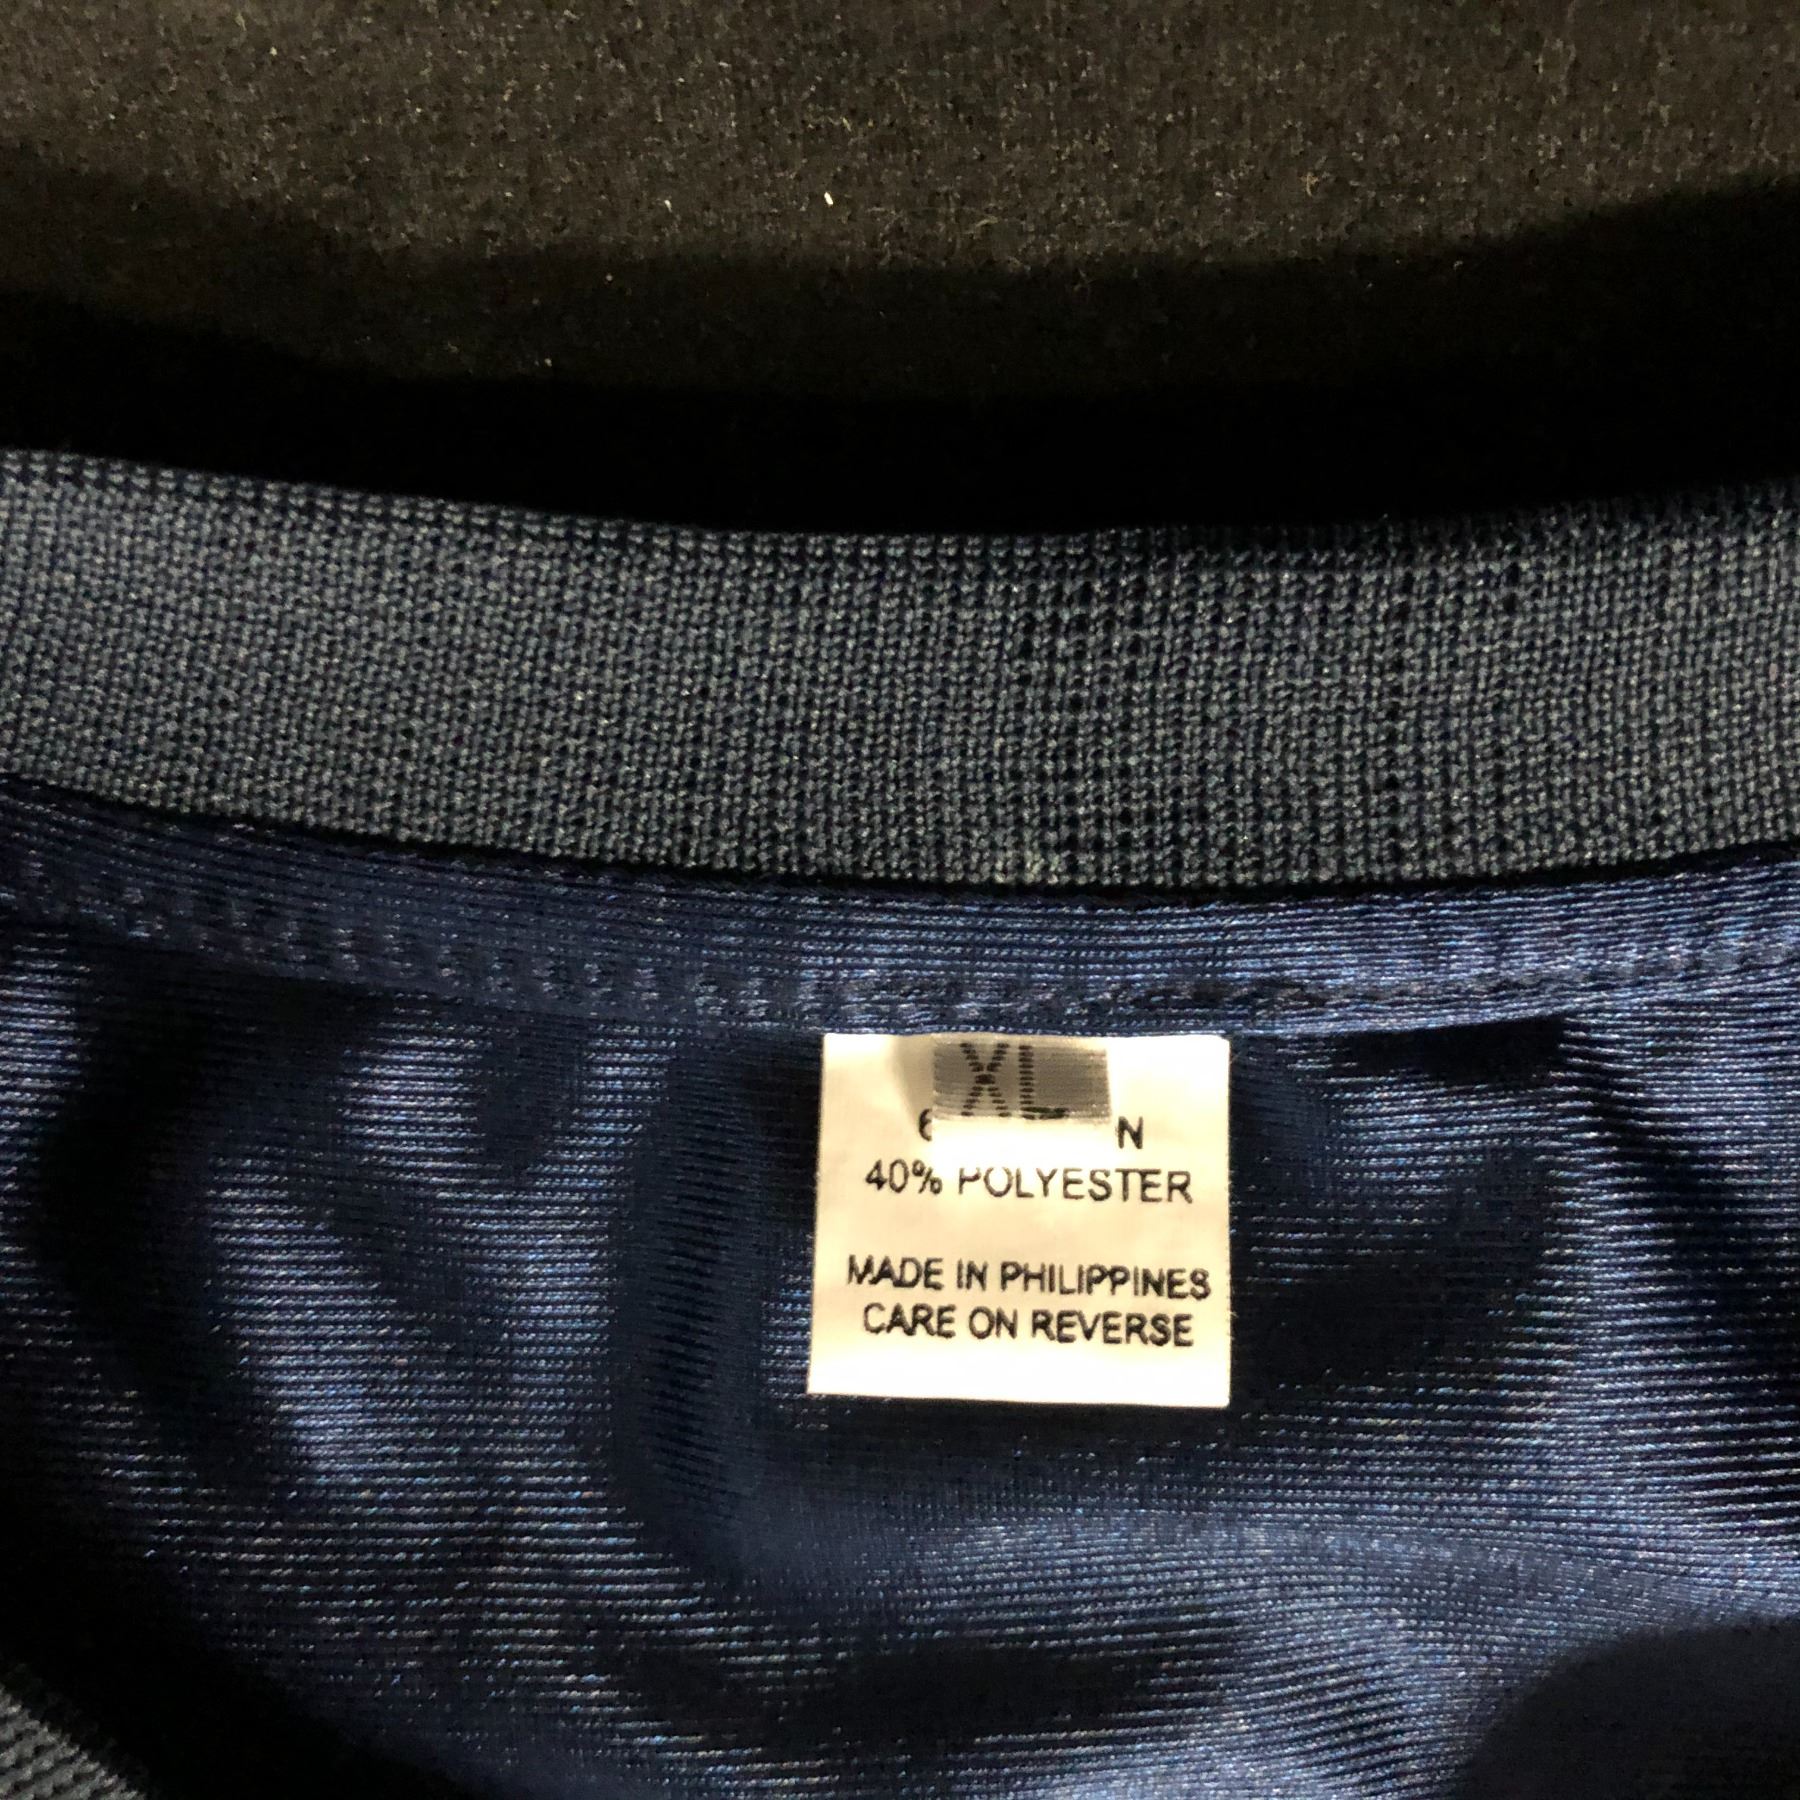 XL
40% POLYESTER
MADE IN PHILIPPINES
CARE ON REVERSE